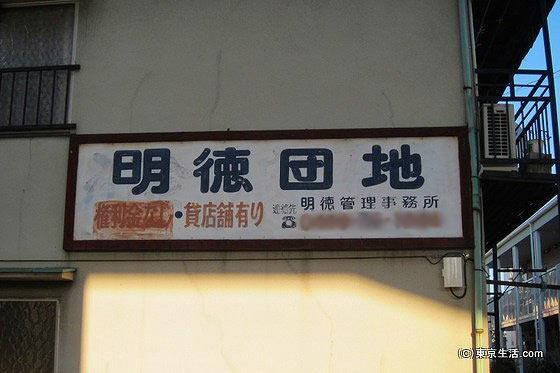 明徳団地
権利金なし・貸店舗有り
連絡先 明徳管理事務所
☎
© 東京生活.com